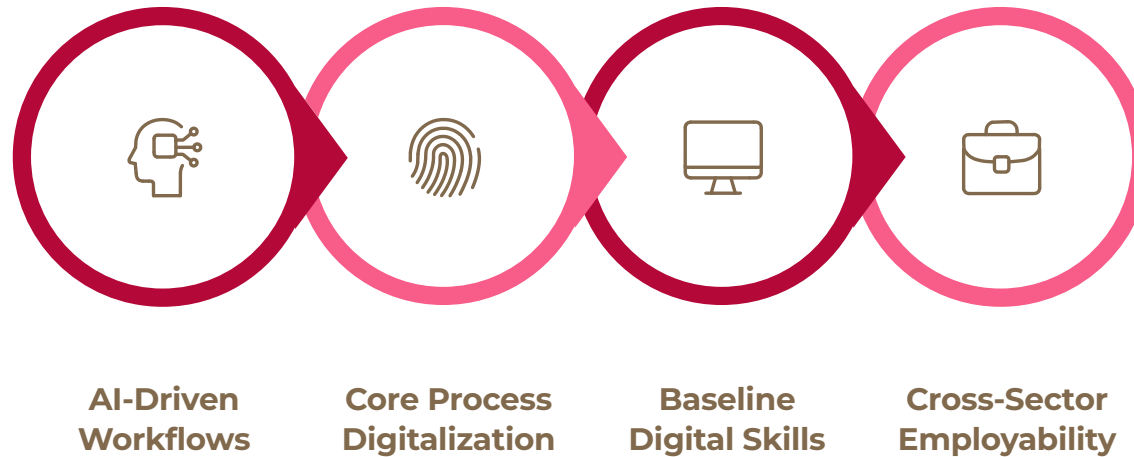 AI-Driven
Workflows
Core Process
Digitalization
Baseline
Digital Skills
Cross-Sector
Employability